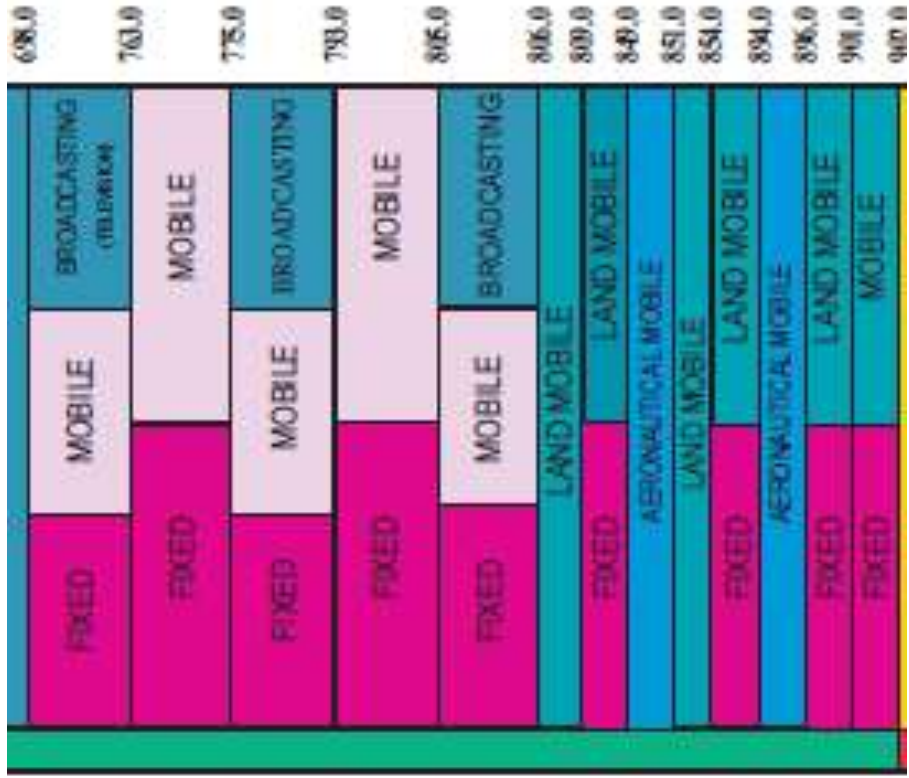 698.0
763.0
775.0
793.0
805.0
806.0
809.0
849.0
851.0
854.0
894.0
896.0
901.0
902.0
BROADCASTING
(TELEVISION)
MOBILE
FIXED
MOBILE
FIXED
BROADCASTING
MOBILE
FIXED
MOBILE
FIXED
BROADCASTING
MOBILE
FIXED
LAND MOBILE
LAND MOBILE
FIXED
AERONAUTICAL MOBILE
LAND MOBILE
LAND MOBILE
FIXED
AERONAUTICAL MOBILE
LAND MOBILE
FIXED
MOBILE
FIXED